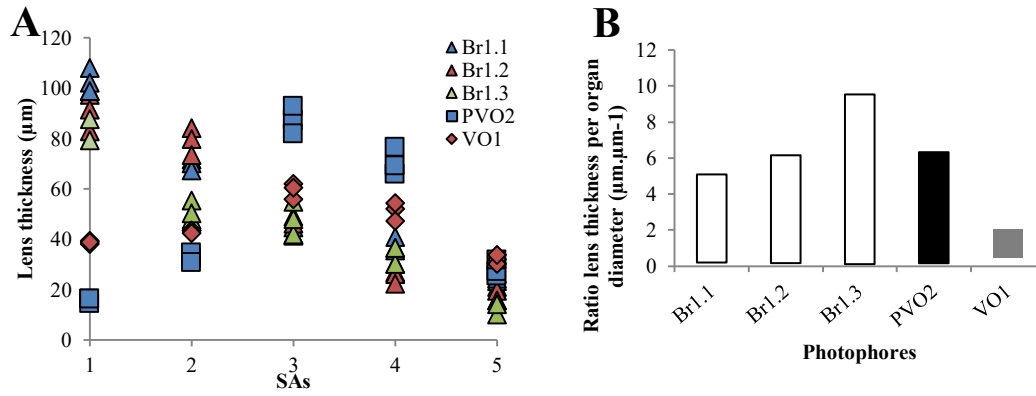 A
120
100
80
60
40
20
0
Lens thickness (µm)
1 2 3 4 5
SAs
Br1.1
Br1.2
Br1.3
PVO2
VO1
B
12
10
8
6
4
2
0
Ratio lens thickness per organ
diameter (µm.µm-1)
Br1.1 Br1.2 Br1.3 PVO2 VO1
Photophores